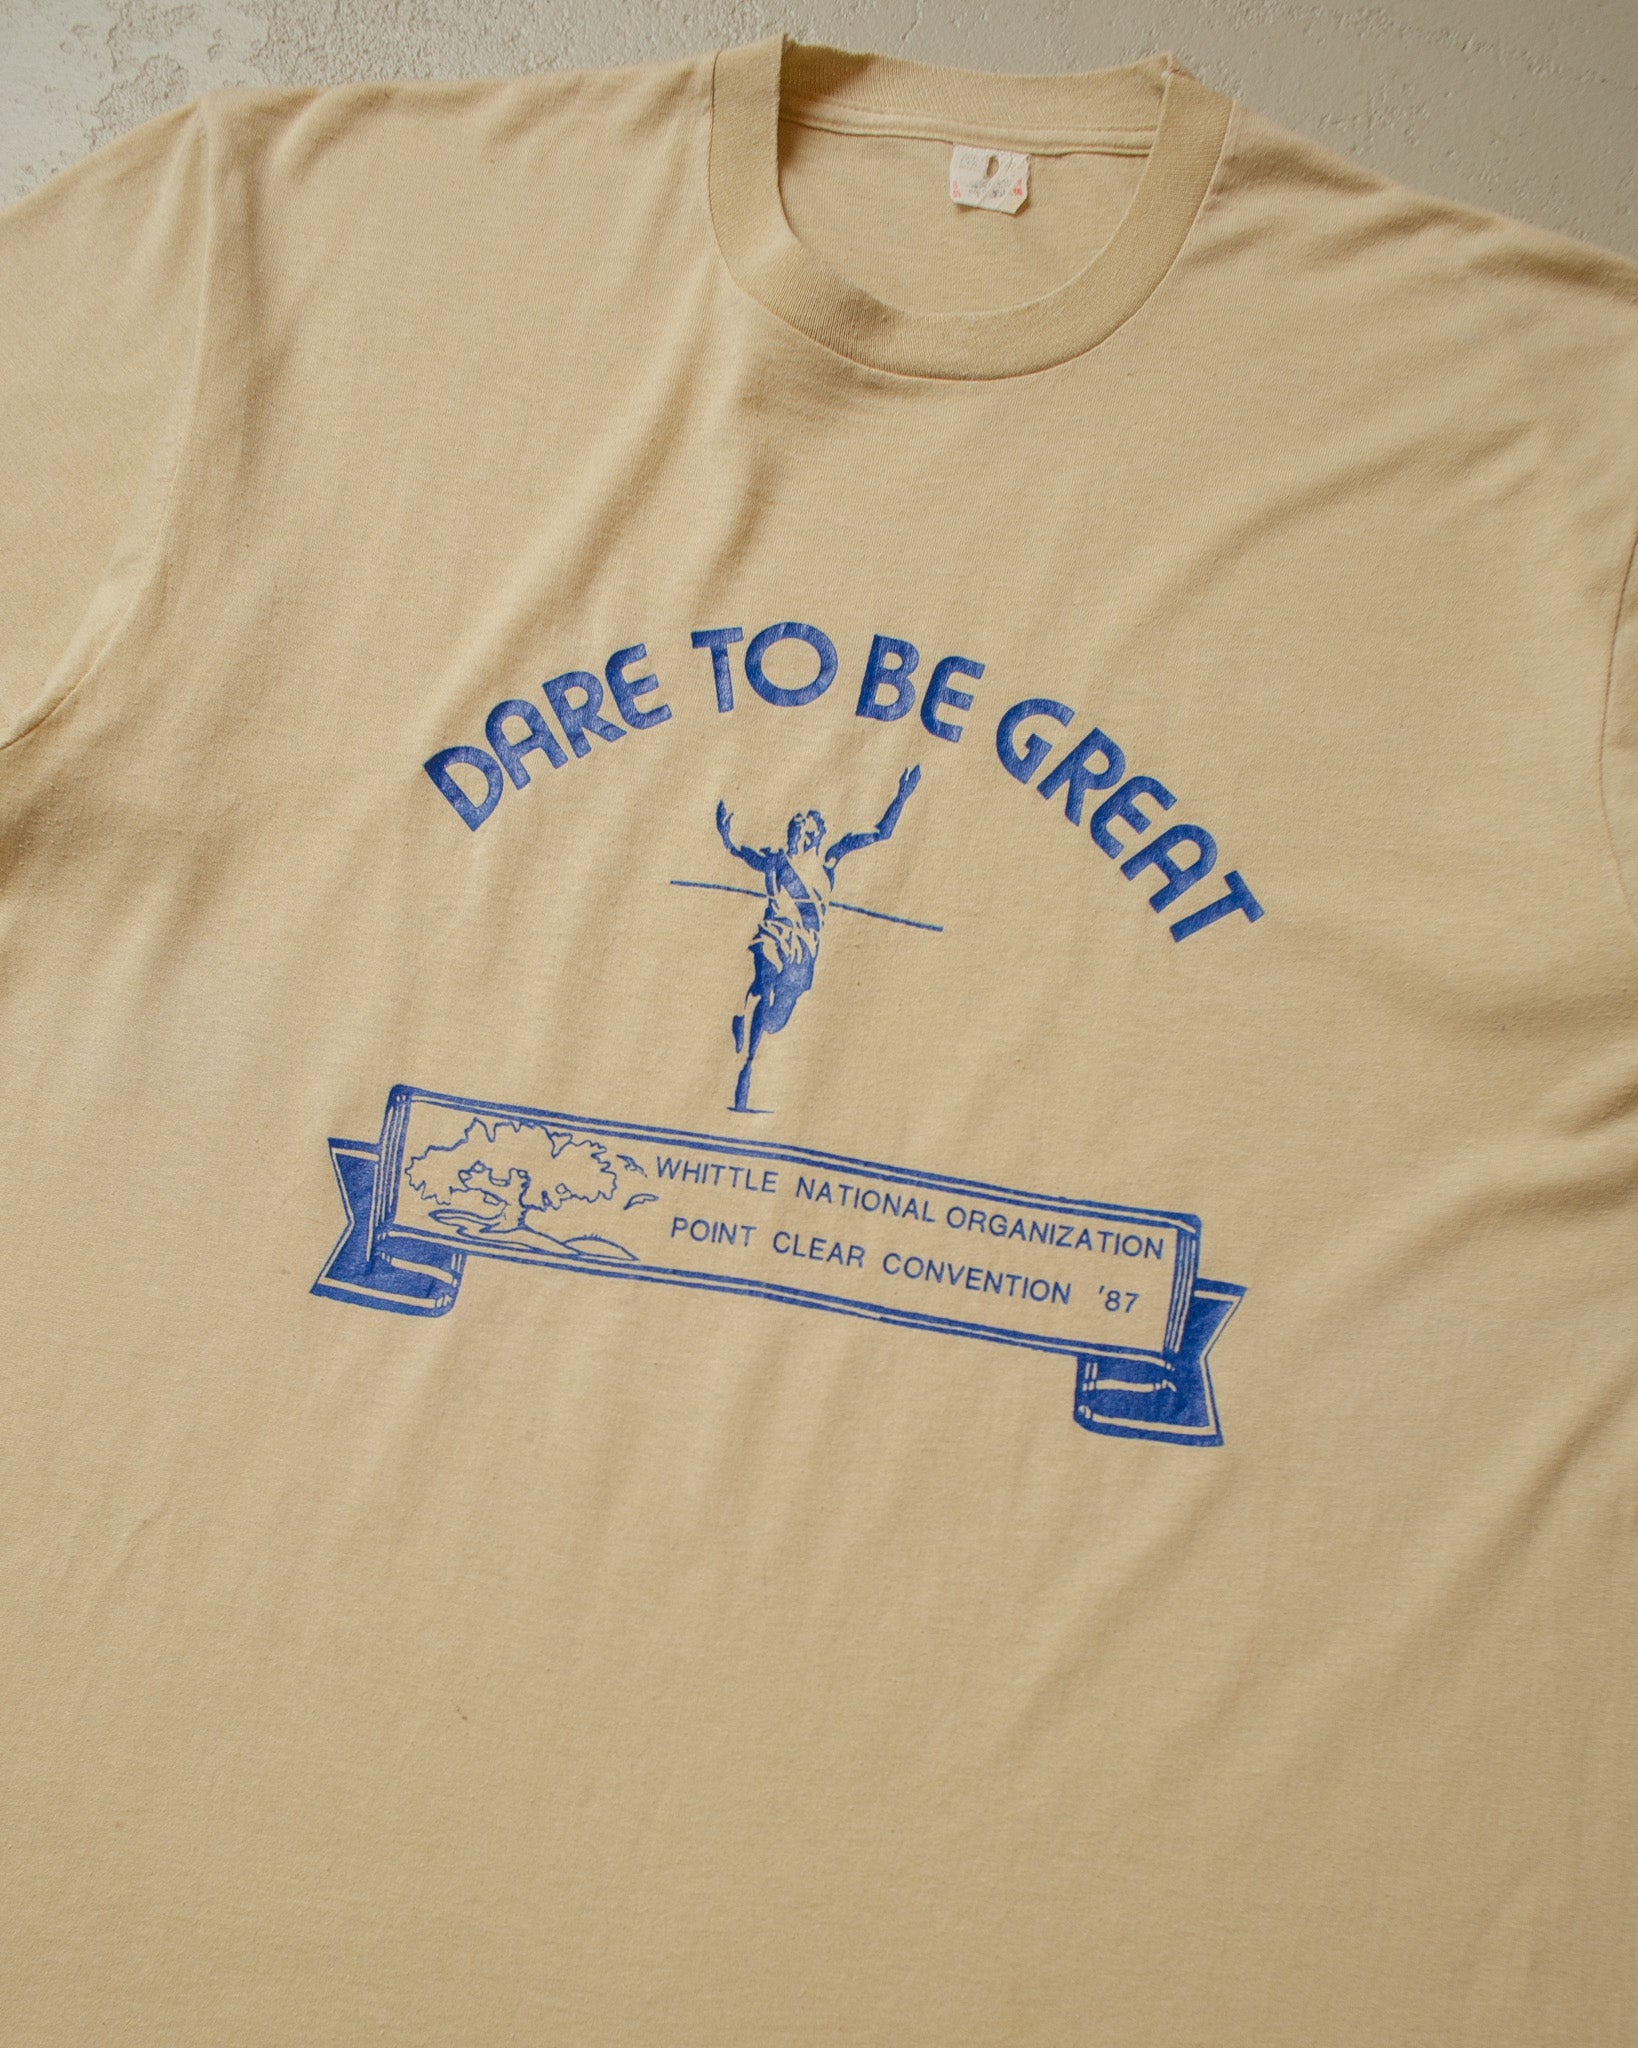 DARE TO BE GREAT
WHITTLE NATIONAL ORGANIZATION
POINT CLEAR CONVENTION '87